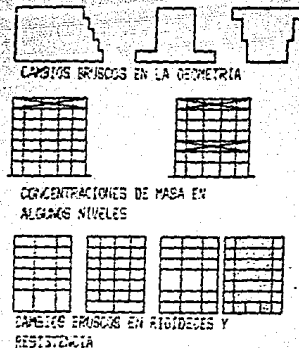 CAMBIOS BRUSCOS EN LA GEOMETRIA
CONCENTRACIONES DE MASA EN
ALGUNOS NIVELES
CAMBIOS BRUSCOS EN RIGIDECES Y
RESISTENCIA